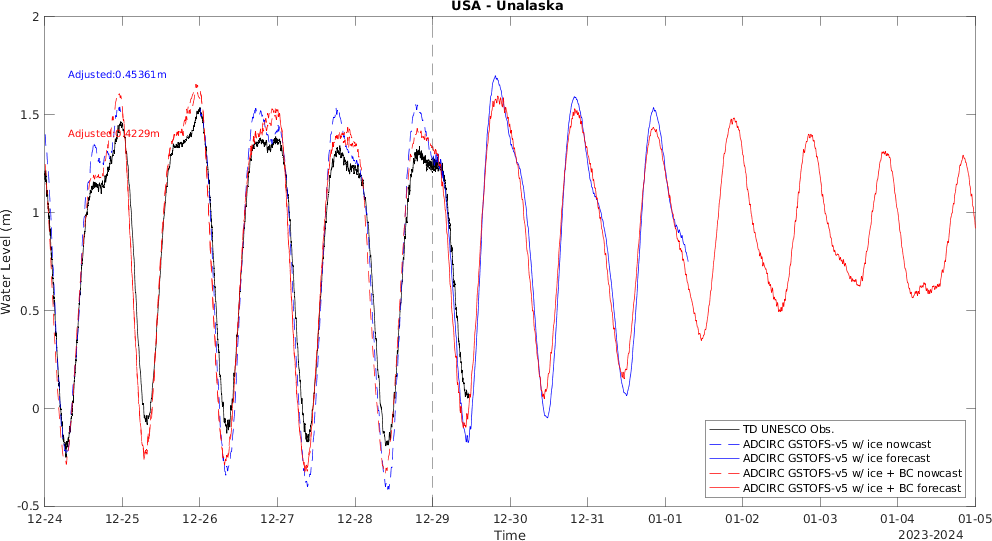 USA - Unalaska
2
Adjusted:0.45361m
1.5
Adjusted:0.4229m
1
Water Level (m)
0.5
0
-0.5
TD UNESCO Obs.
ADCIRC GSTOFS-v5 w/ ice nowcast
ADCIRC GSTOFS-v5 w/ ice forecast
ADCIRC GSTOFS-v5 w/ ice + BC nowcast
ADCIRC GSTOFS-v5 w/ ice + BC forecast
12-24 12-25 12-26 12-27 12-28 12-29 12-30 12-31 01-01 01-02 01-03 01-04 01-05
Time
2023-2024